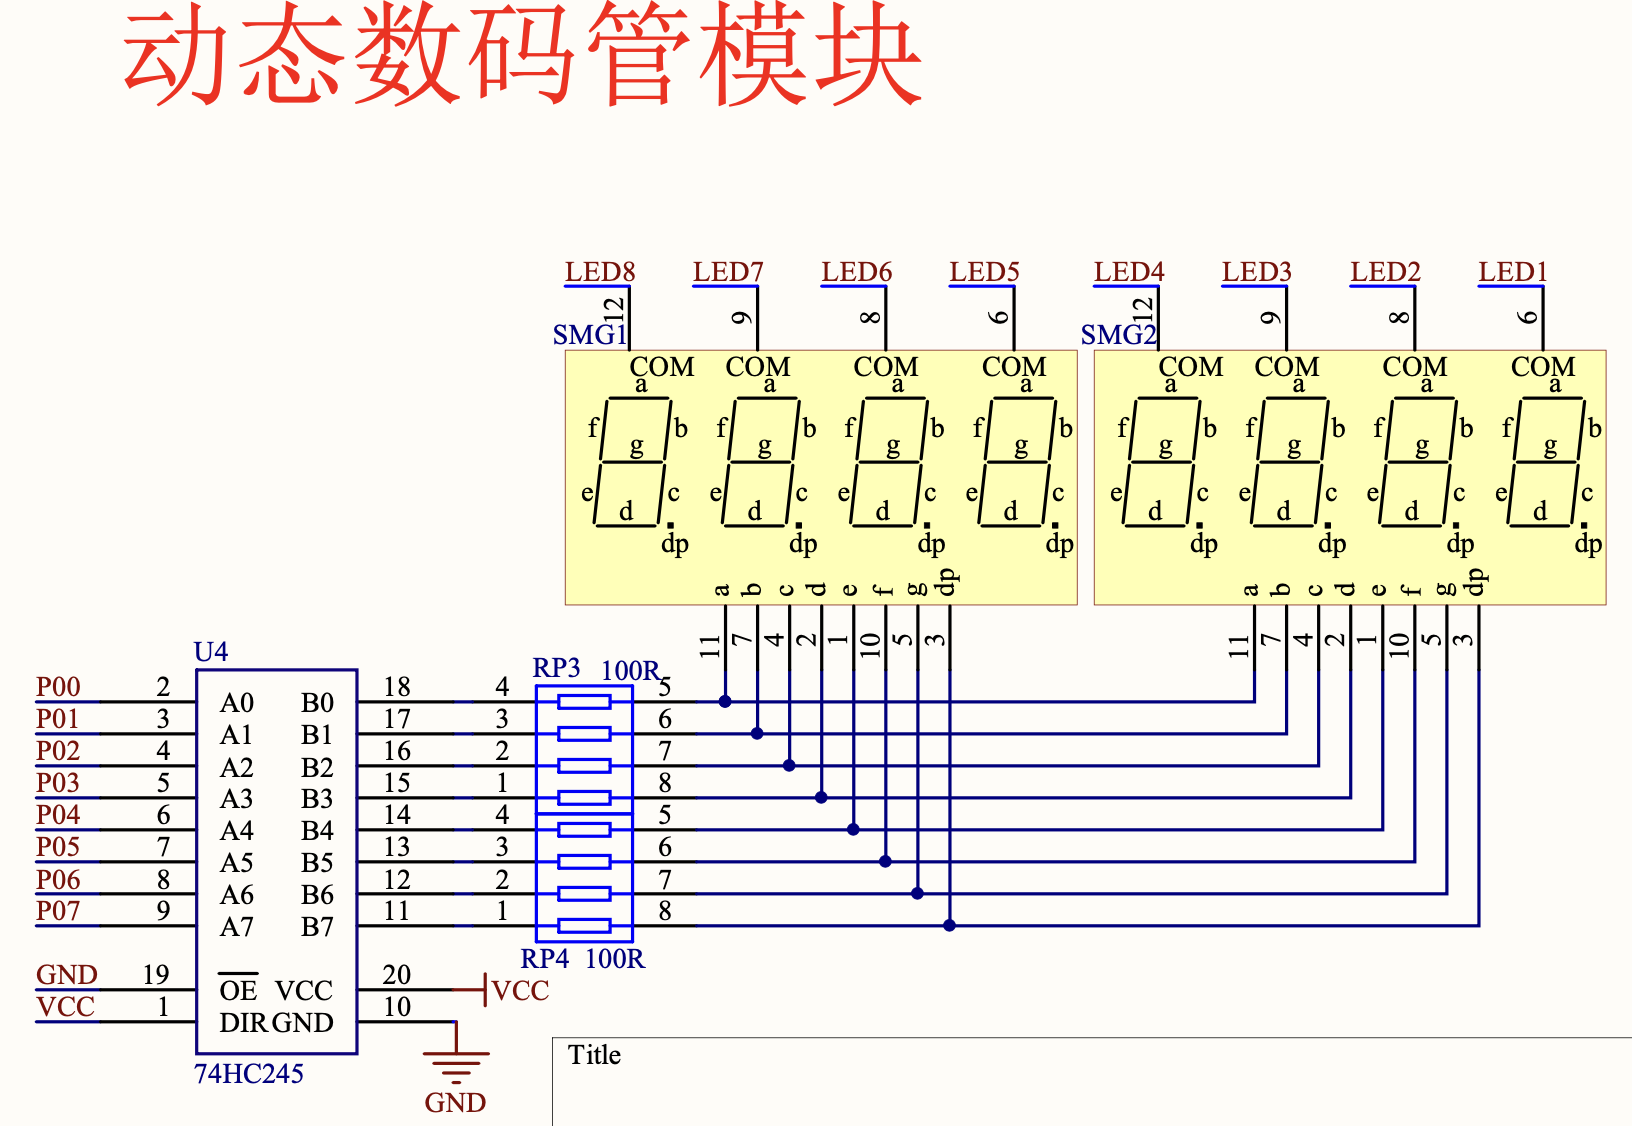 动态数码管模块
LED8 LED7 LED6 LED5 LED4 LED3 LED2 LED1
12 9 8 6 12 9 8 6
SMG1 SMG2
COM COM COM COM COM COM COM COM
a a a a a a a a
f b f b f b f b f b f b f b f b
g g g g g g g g
e c e c e c e c e c e c e c e c
d d d d d d d d
dp dp dp dp dp dp dp dp
a b c d e f g dp a b c d e f g dp
11 7 4 2 1 10 5 3 11 7 4 2 1 10 5 3
U4
RP3 100R
P00 2 A0 B0 18 4 5
P01 3 A1 B1 17 3 6
P02 4 A2 B2 16 2 7
P03 5 A3 B3 15 1 8
P04 6 A4 B4 14 4 5
P05 7 A5 B5 13 3 6
P06 8 A6 B6 12 2 7
P07 9 A7 B7 11 1 8
RP4 100R
GND 19 OE VCC 20 VCC
VCC 1 DIR GND 10
74HC245
GND
Title